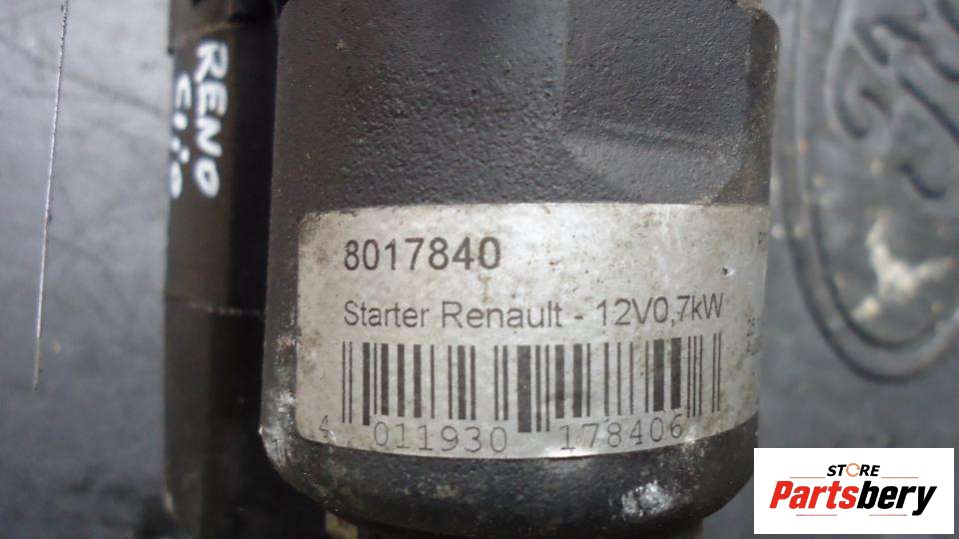 RENO
8017840
Starter Renault - 12V0,7kW
4 011930 178406
STORE
Partsbery